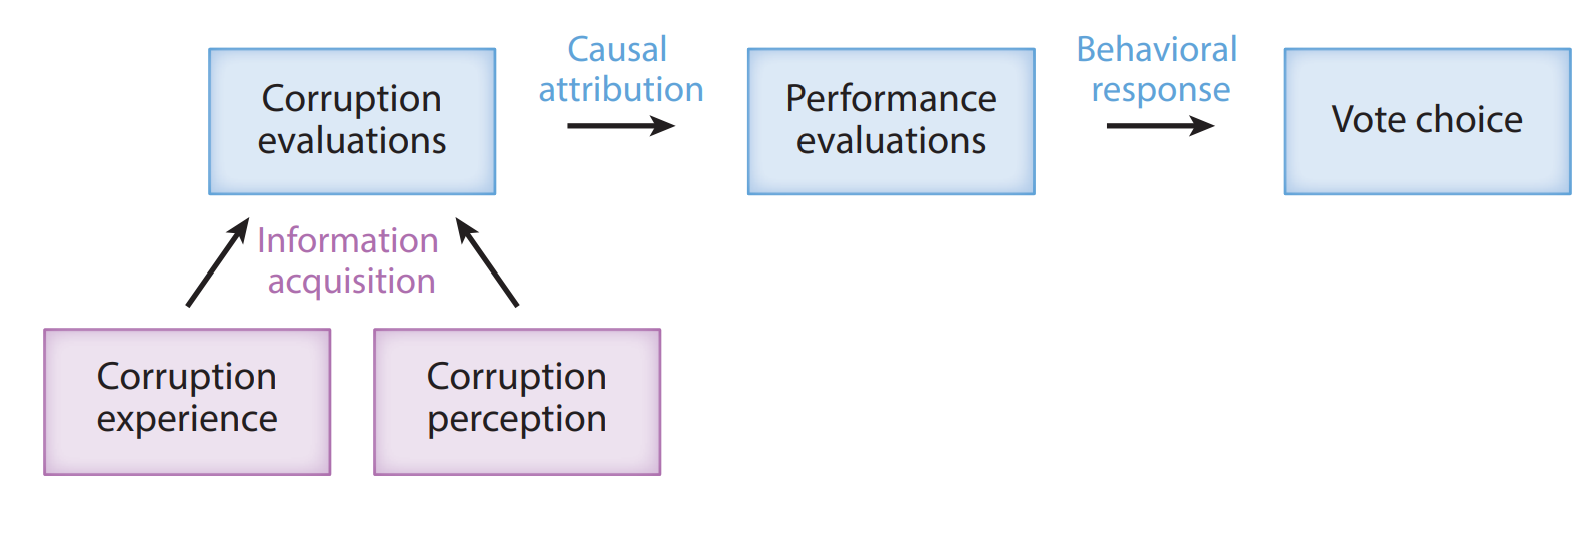 Corruption
evaluations
Causal
attribution
Performance
evaluations
Behavioral
response
Vote choice
Information
acquisition
Corruption
experience
Corruption
perception